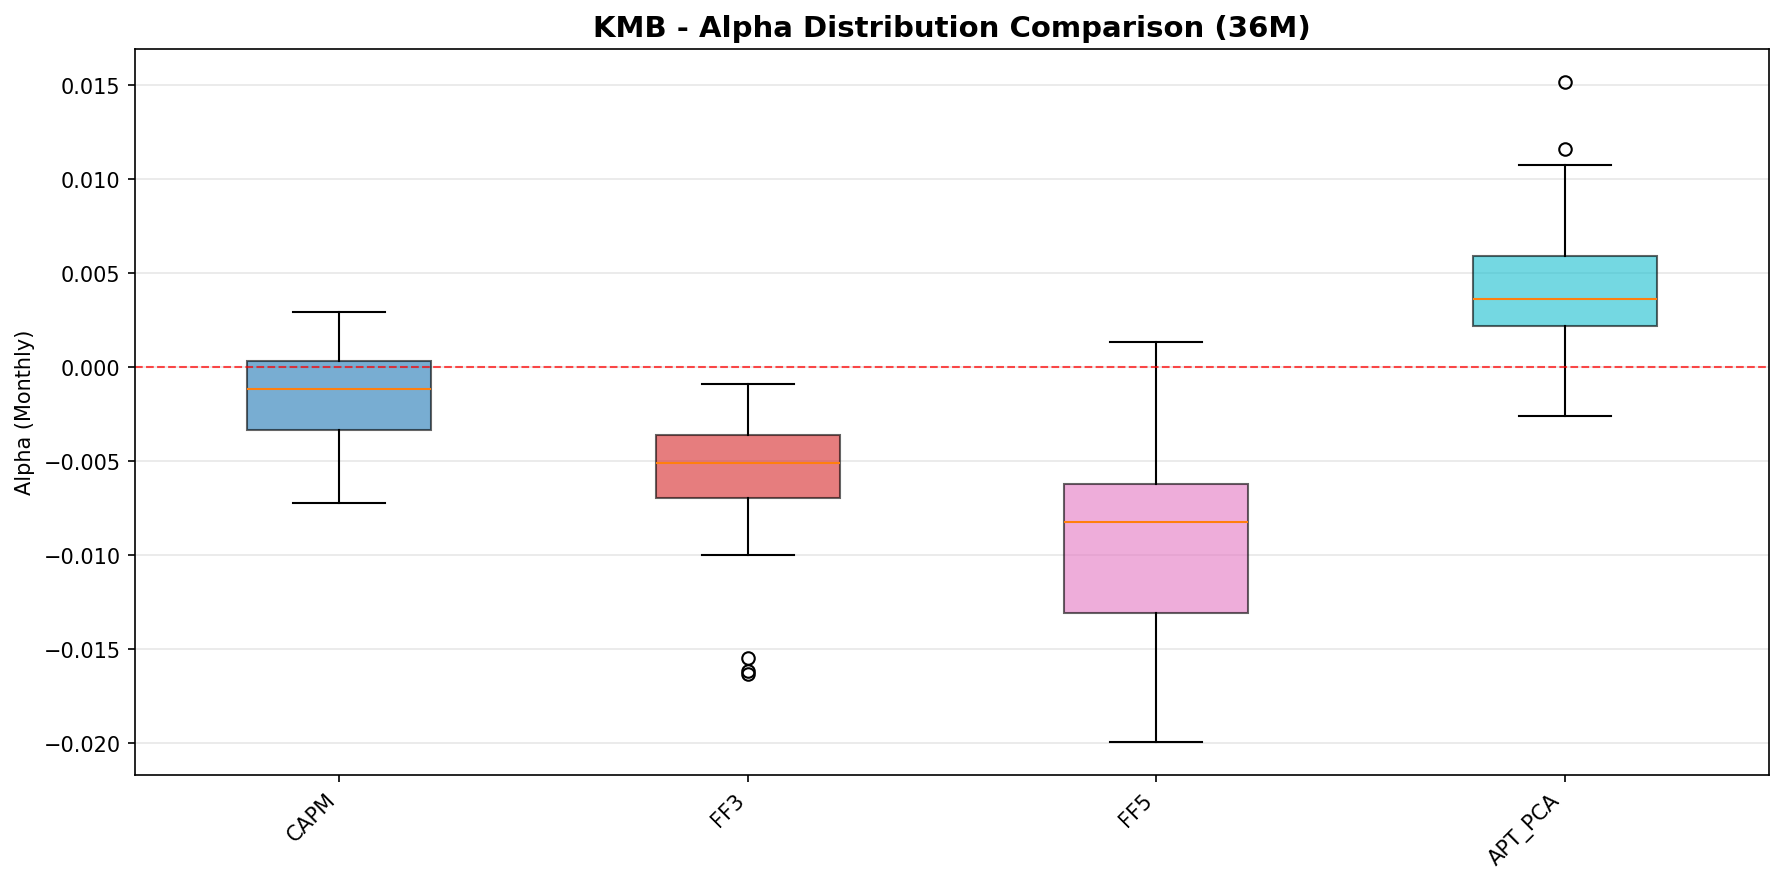 KMB - Alpha Distribution Comparison (36M)
Alpha (Monthly)
0.015
0.010
0.005
0.000
−0.005
−0.010
−0.015
−0.020
CAPM
FF3
FF5
APT_PCA